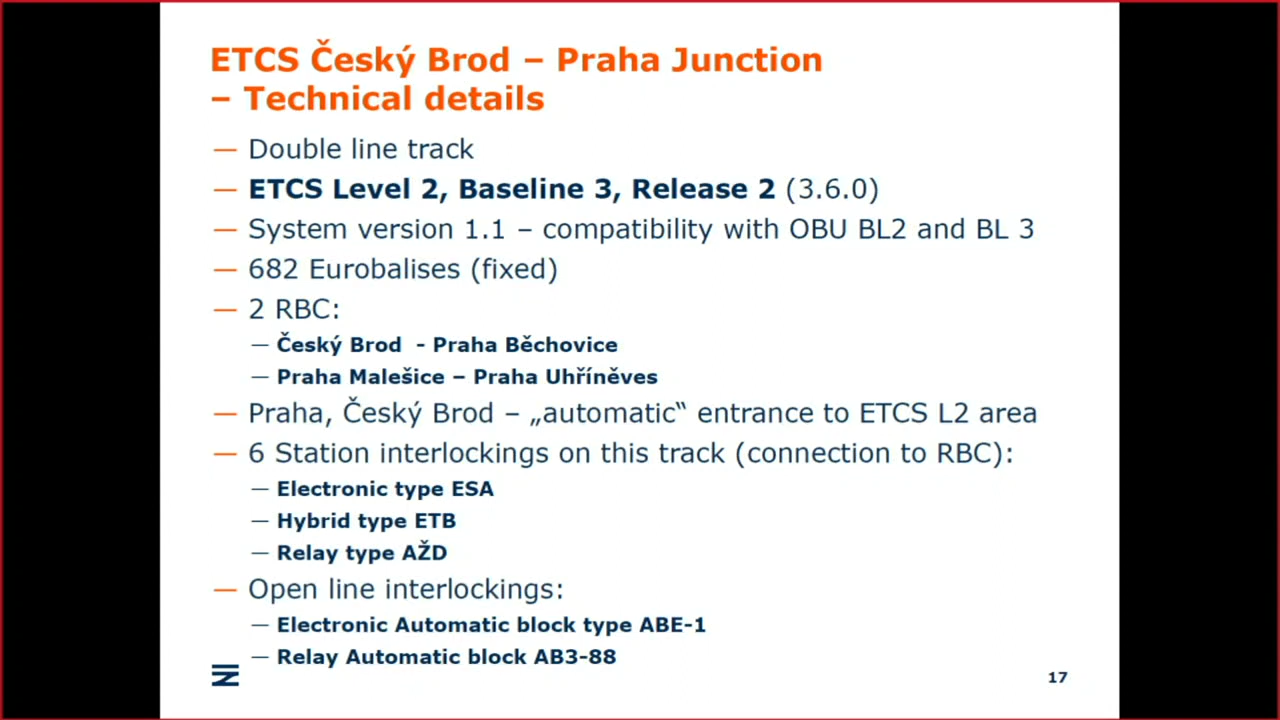 ETCS Český Brod – Praha Junction
– Technical details
— Double line track
— ETCS Level 2, Baseline 3, Release 2 (3.6.0)
— System version 1.1 – compatibility with OBU BL2 and BL 3
— 682 Eurobalises (fixed)
— 2 RBC:
— Český Brod  - Praha Běchovice
— Praha Malešice – Praha Uhříněves
— Praha, Český Brod – „automatic“ entrance to ETCS L2 area
— 6 Station interlockings on this track (connection to RBC):
— Electronic type ESA
— Hybrid type ETB
— Relay type AŽD
— Open line interlockings:
— Electronic Automatic block type ABE-1
— Relay Automatic block AB3-88
17